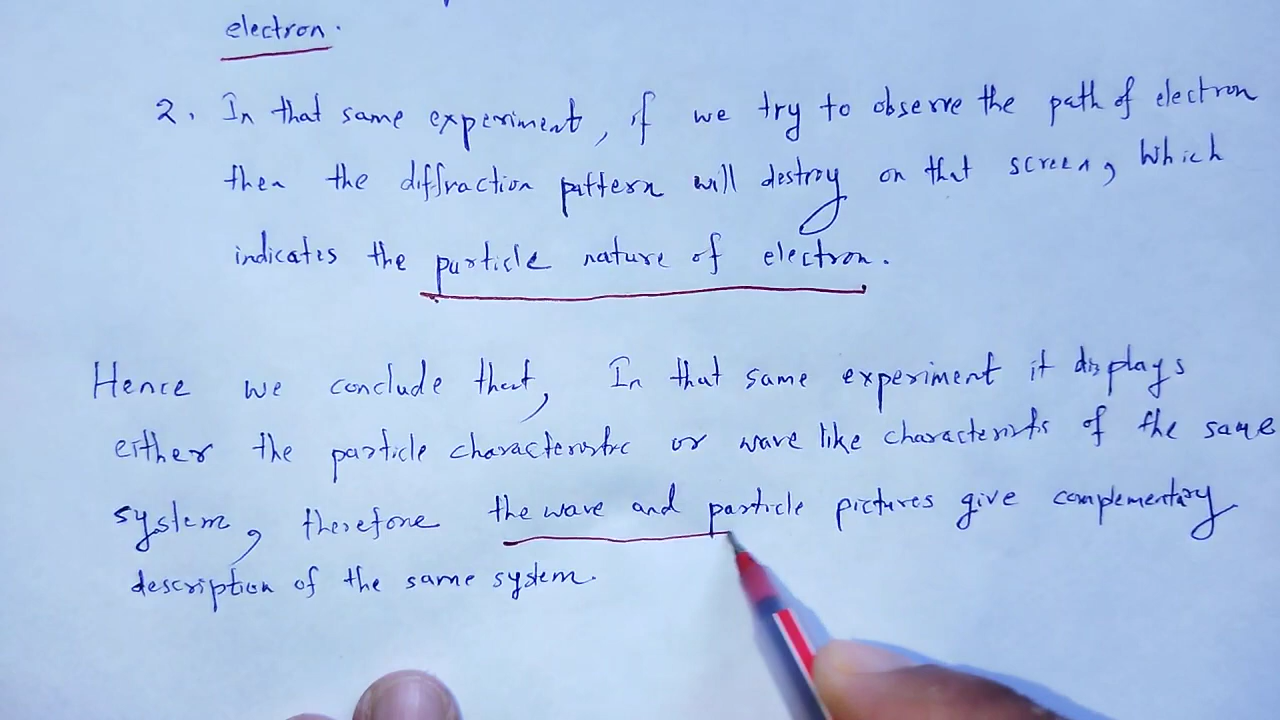 electron.
2. In that same experiment, if we try to observe the path of electron
then the diffraction pattern will destroy on that screen, which
indicates the particle nature of electron.
Hence we conclude that, In that same experiment it displays
either the particle characteristic or wave like characteristics of the same
system, therefore the wave and particle pictures give complementary
description of the same system.